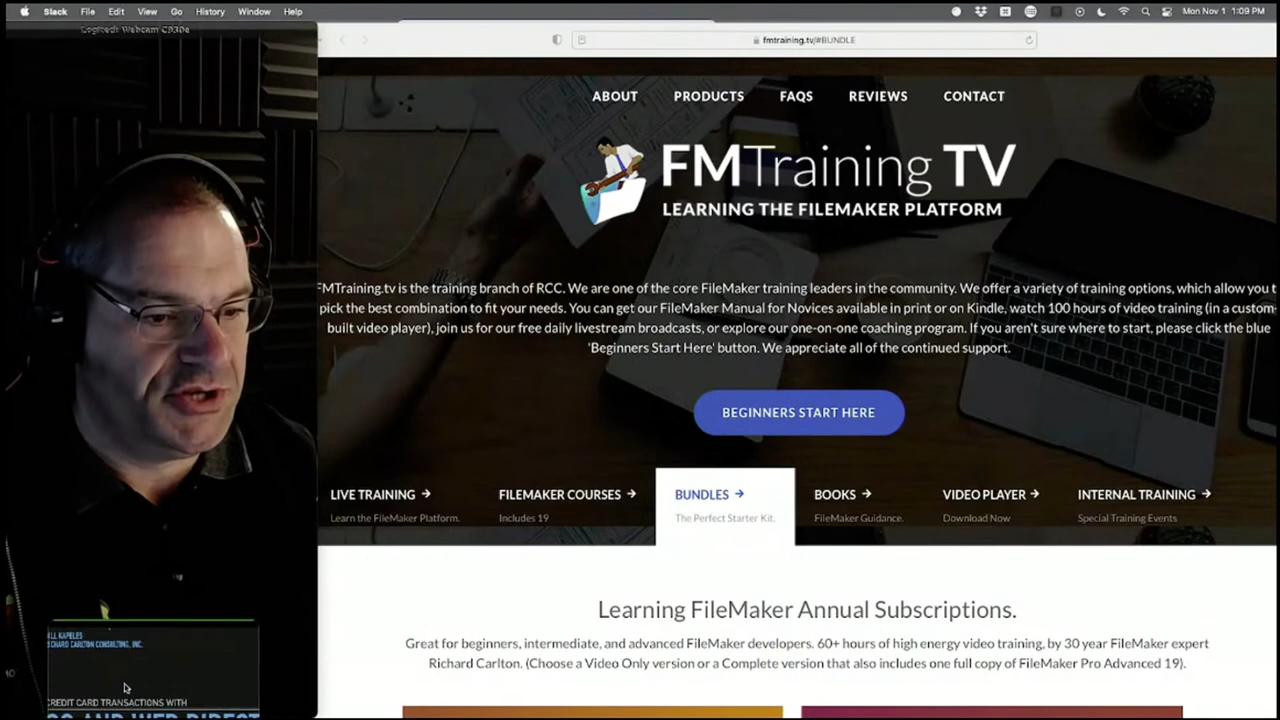 Slack File Edit View Go History Window Help
Mon Nov 1 1:09 PM
Logitech Webcam C930e
fmtraining.tv/#BUNDLE
ABOUT PRODUCTS FAQS REVIEWS CONTACT
FMTraining TV
LEARNING THE FILEMAKER PLATFORM
FMTraining.tv is the training branch of RCC. We are one of the core FileMaker training leaders in the community. We offer a variety of training options, which allow you t
pick the best combination to fit your needs. You can get our FileMaker Manual for Novices available in print or on Kindle, watch 100 hours of video training (in a custom-
built video player), join us for our free daily livestream broadcasts, or explore our one-on-one coaching program. If you aren't sure where to start, please click the blue
'Beginners Start Here' button. We appreciate all of the continued support.
BEGINNERS START HERE
LIVE TRAINING → FILEMAKER COURSES → BUNDLES → BOOKS → VIDEO PLAYER → INTERNAL TRAINING →
Learn the FileMaker Platform. Includes 19 The Perfect Starter Kit. FileMaker Guidance. Download Now Special Training Events
Learning FileMaker Annual Subscriptions.
Great for beginners, intermediate, and advanced FileMaker developers. 60+ hours of high energy video training, by 30 year FileMaker expert
Richard Carlton. (Choose a Video Only version or a Complete version that also includes one full copy of FileMaker Pro Advanced 19).
ILL KAPELES
RICHARD CARLTON CONSULTING, INC.
CREDIT CARD TRANSACTIONS WITH
GO AND WEB DIRECT